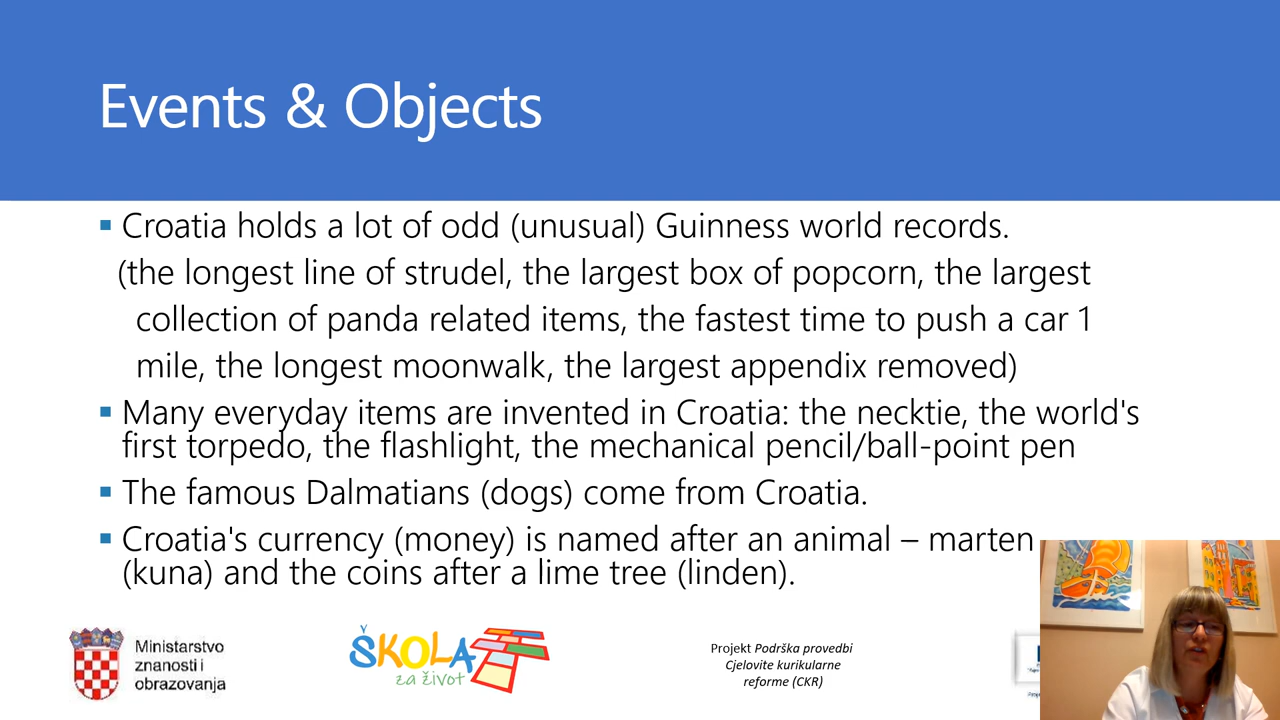 Events & Objects
▪ Croatia holds a lot of odd (unusual) Guinness world records.
(the longest line of strudel, the largest box of popcorn, the largest
collection of panda related items, the fastest time to push a car 1
mile, the longest moonwalk, the largest appendix removed)
▪ Many everyday items are invented in Croatia: the necktie, the world's
first torpedo, the flashlight, the mechanical pencil/ball-point pen
▪ The famous Dalmatians (dogs) come from Croatia.
▪ Croatia's currency (money) is named after an animal – marten
(kuna) and the coins after a lime tree (linden).
Ministarstvo
znanosti i
obrazovanja
ŠKOLA
za život
Projekt Podrška provedbi
Cjelovite kurikularne
reforme (CKR)